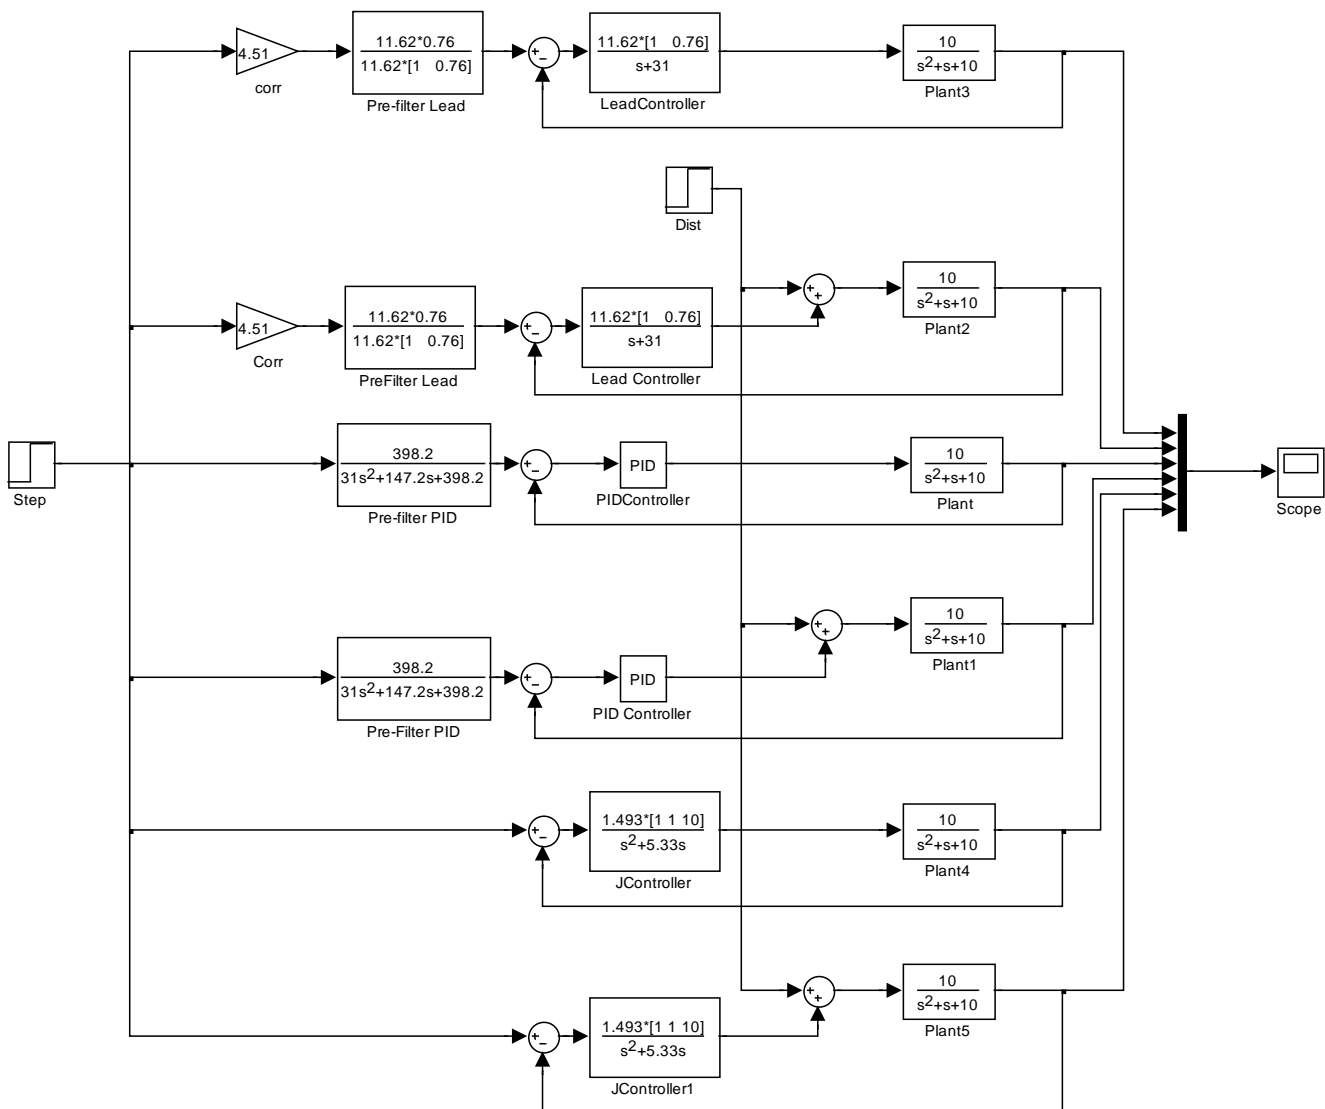 4.51
corr
11.62*0.76
11.62*[1 0.76]
Pre-filter Lead
+
-
11.62*[1 0.76]
s+31
LeadController
10
s²+s+10
Plant3
Dist
4.51
Corr
11.62*0.76
11.62*[1 0.76]
PreFilter Lead
+
-
11.62*[1 0.76]
s+31
Lead Controller
+
+
10
s²+s+10
Plant2
Step
398.2
31s²+147.2s+398.2
Pre-filter PID
+
-
PID
PIDController
10
s²+s+10
Plant
Scope
398.2
31s²+147.2s+398.2
Pre-Filter PID
+
-
PID
PID Controller
+
+
10
s²+s+10
Plant1
+
-
1.493*[1 1 10]
s²+5.33s
JController
10
s²+s+10
Plant4
+
-
1.493*[1 1 10]
s²+5.33s
JController1
+
+
10
s²+s+10
Plant5